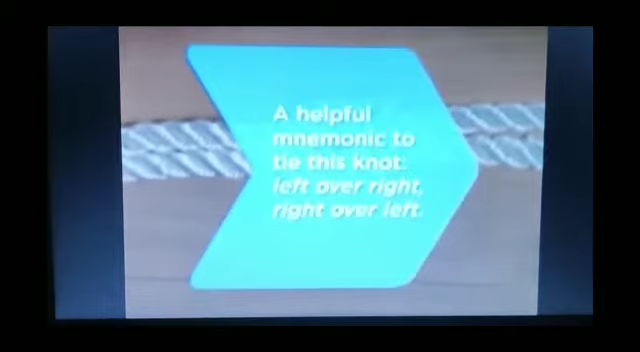 A helpful
mnemonic to
tie this knot:
left over right,
right over left.